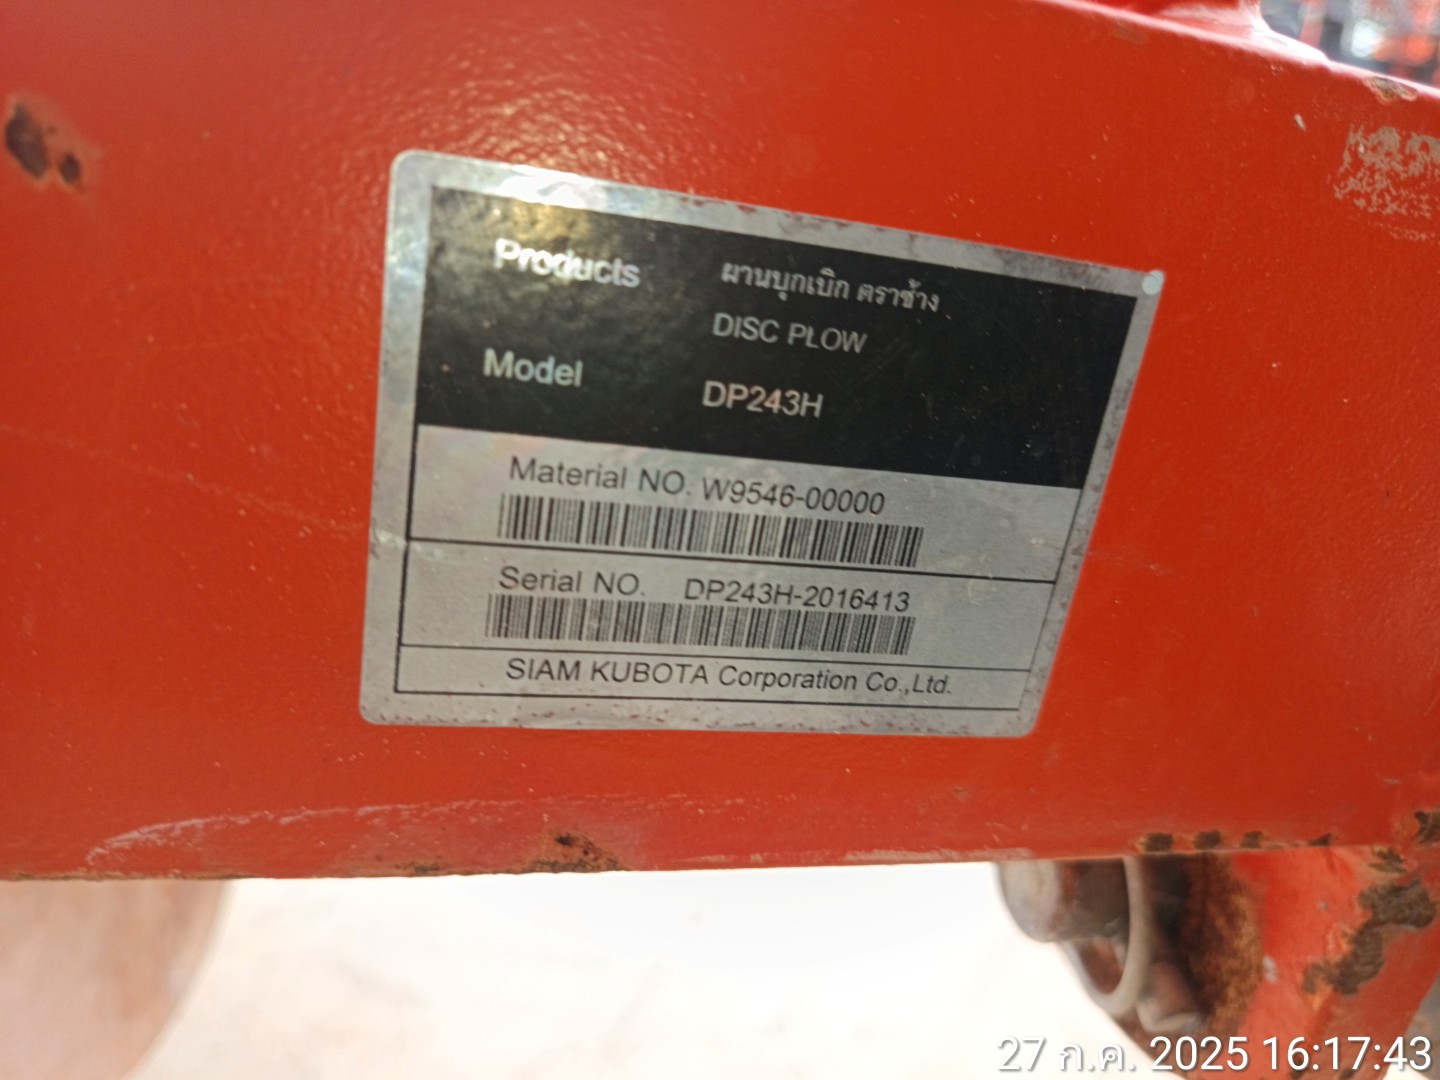 Products ผานบุกเบิก ตราช้าง
DISC PLOW
Model DP243H
Material NO. W9546-00000
Serial NO. DP243H-2016413
SIAM KUBOTA Corporation Co.,Ltd.
27 ก.ค. 2025 16:17:43